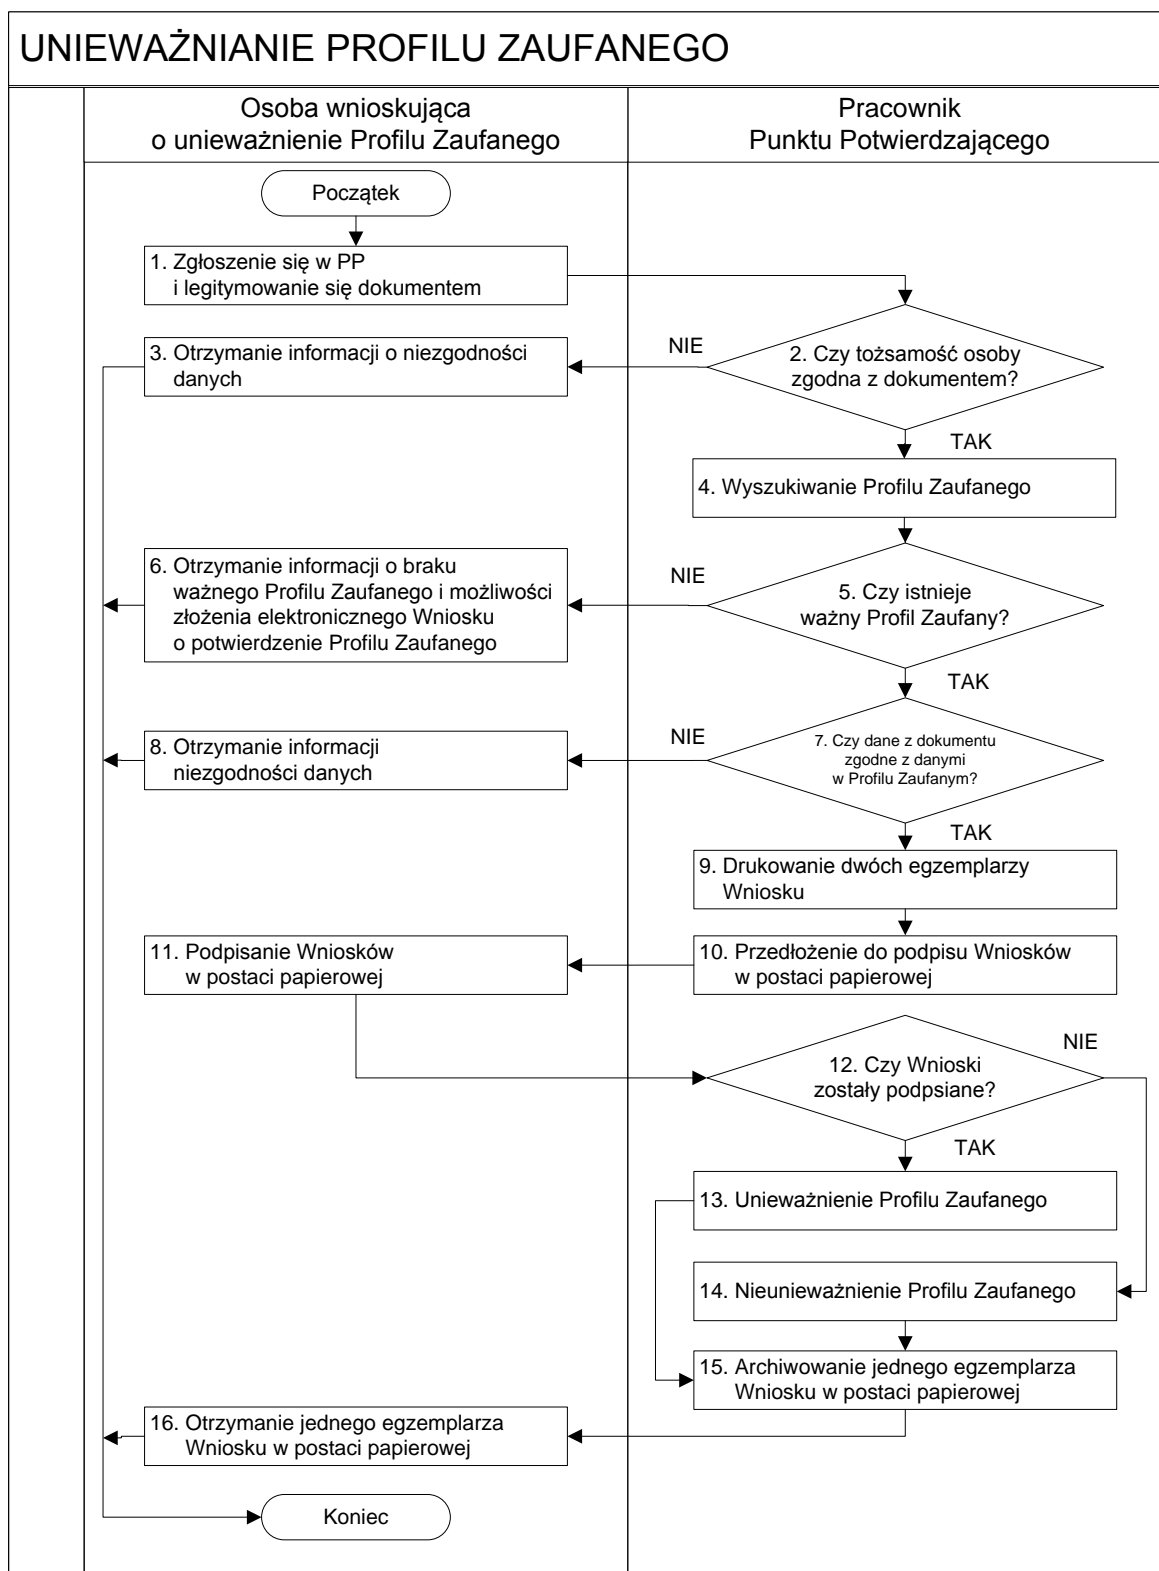 UNIEWAŻNIANIE PROFILU ZAUFANEGO
Osoba wnioskująca
o unieważnienie Profilu Zaufanego
Pracownik
Punktu Potwierdzającego
Początek
1. Zgłoszenie się w PP
i legitymowanie się dokumentem
2. Czy tożsamość osoby
zgodna z dokumentem?
NIE
3. Otrzymanie informacji o niezgodności
danych
TAK
4. Wyszukiwanie Profilu Zaufanego
5. Czy istnieje
ważny Profil Zaufany?
NIE
6. Otrzymanie informacji o braku
ważnego Profilu Zaufanego i możliwości
złożenia elektronicznego Wniosku
o potwierdzenie Profilu Zaufanego
TAK
7. Czy dane z dokumentu
zgodne z danymi
w Profilu Zaufanym?
NIE
8. Otrzymanie informacji
niezgodności danych
TAK
9. Drukowanie dwóch egzemplarzy
Wniosku
10. Przedłożenie do podpisu Wniosków
w postaci papierowej
11. Podpisanie Wniosków
w postaci papierowej
12. Czy Wnioski
zostały podpsiane?
NIE
TAK
13. Unieważnienie Profilu Zaufanego
14. Nieunieważnienie Profilu Zaufanego
15. Archiwowanie jednego egzemplarza
Wniosku w postaci papierowej
16. Otrzymanie jednego egzemplarza
Wniosku w postaci papierowej
Koniec